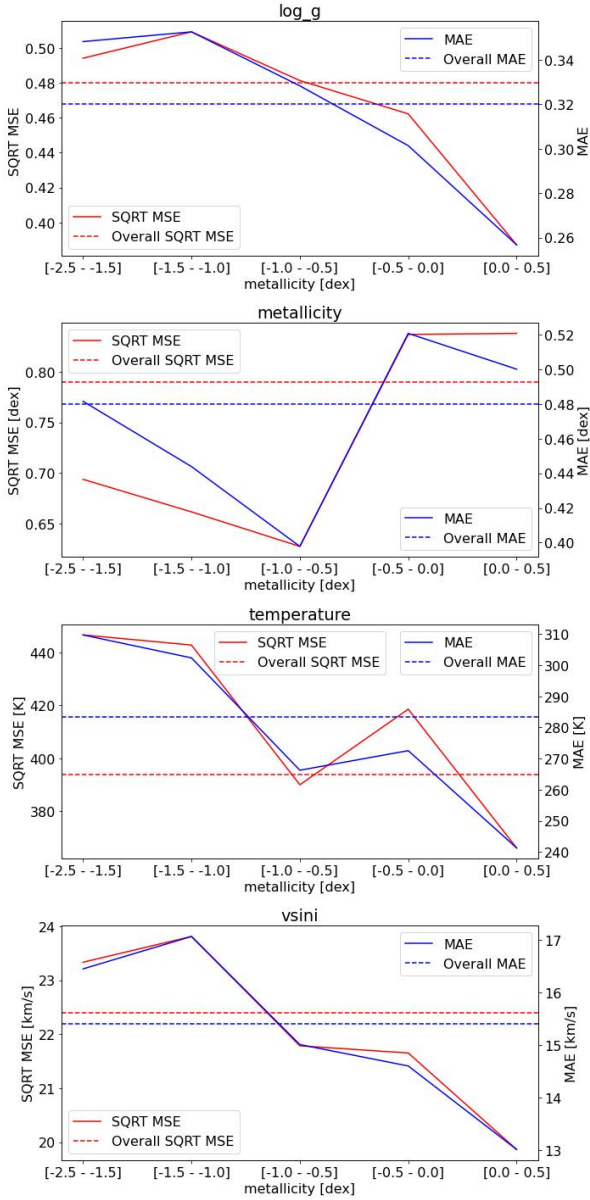 log_g
0.50
0.48
0.46
0.44
0.42
0.40
SQRT MSE
0.34
0.32
0.30
0.28
0.26
MAE
MAE
Overall MAE
SQRT MSE
Overall SQRT MSE
[-2.5 - -1.5] [-1.5 - -1.0] [-1.0 - -0.5] [-0.5 - 0.0] [0.0 - 0.5]
metallicity [dex]
metallicity
0.80
0.75
0.70
0.65
SQRT MSE [dex]
0.52
0.50
0.48
0.46
0.44
0.42
0.40
MAE [dex]
SQRT MSE
Overall SQRT MSE
MAE
Overall MAE
[-2.5 - -1.5] [-1.5 - -1.0] [-1.0 - -0.5] [-0.5 - 0.0] [0.0 - 0.5]
metallicity [dex]
temperature
440
420
400
380
SQRT MSE [K]
310
300
290
280
270
260
250
240
MAE [K]
SQRT MSE
Overall SQRT MSE
MAE
Overall MAE
[-2.5 - -1.5] [-1.5 - -1.0] [-1.0 - -0.5] [-0.5 - 0.0] [0.0 - 0.5]
metallicity [dex]
vsini
24
23
22
21
20
SQRT MSE [km/s]
17
16
15
14
13
MAE [km/s]
MAE
Overall MAE
SQRT MSE
Overall SQRT MSE
[-2.5 - -1.5] [-1.5 - -1.0] [-1.0 - -0.5] [-0.5 - 0.0] [0.0 - 0.5]
metallicity [dex]